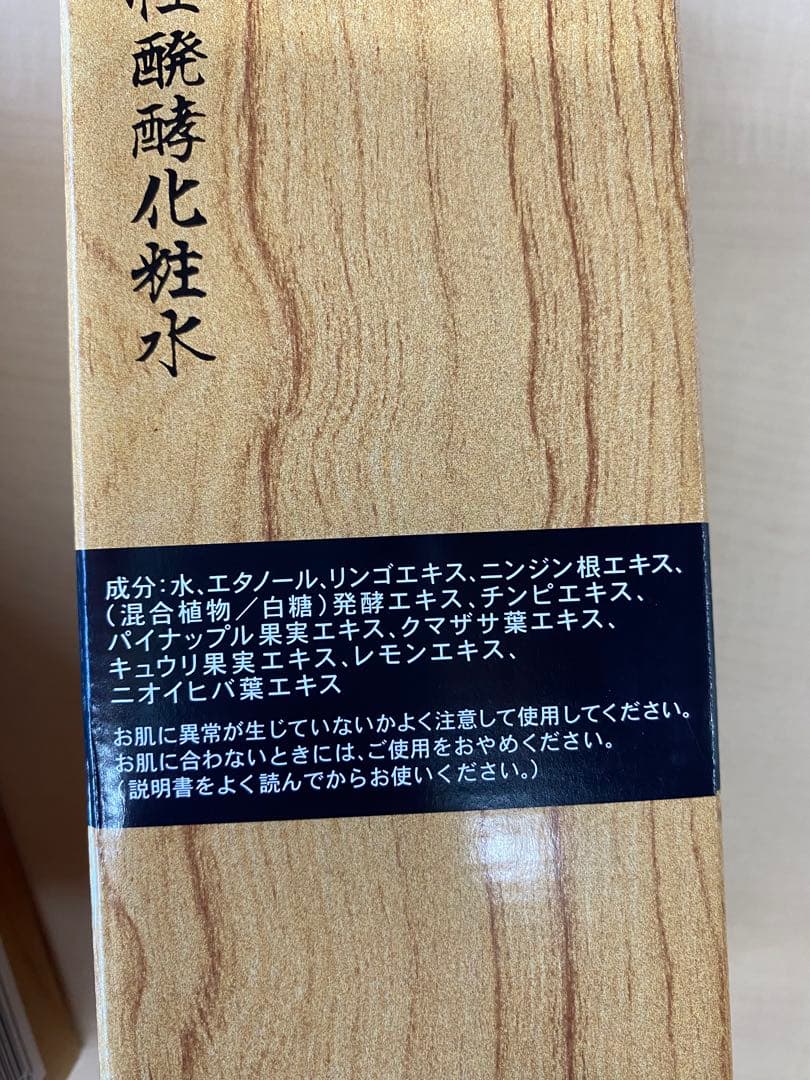 醗酵化粧水
成分：水、エタノール、リンゴエキス、ニンジン根エキス、
（混合植物／白糖）発酵エキス、チンピエキス、
パイナップル果実エキス、クマザサ葉エキス、
キュウリ果実エキス、レモンエキス、
ニオイヒバ葉エキス
お肌に異常が生じていないかよく注意して使用してください。
お肌に合わないときには、ご使用をおやめください。
（説明書をよく読んでからお使いください。）